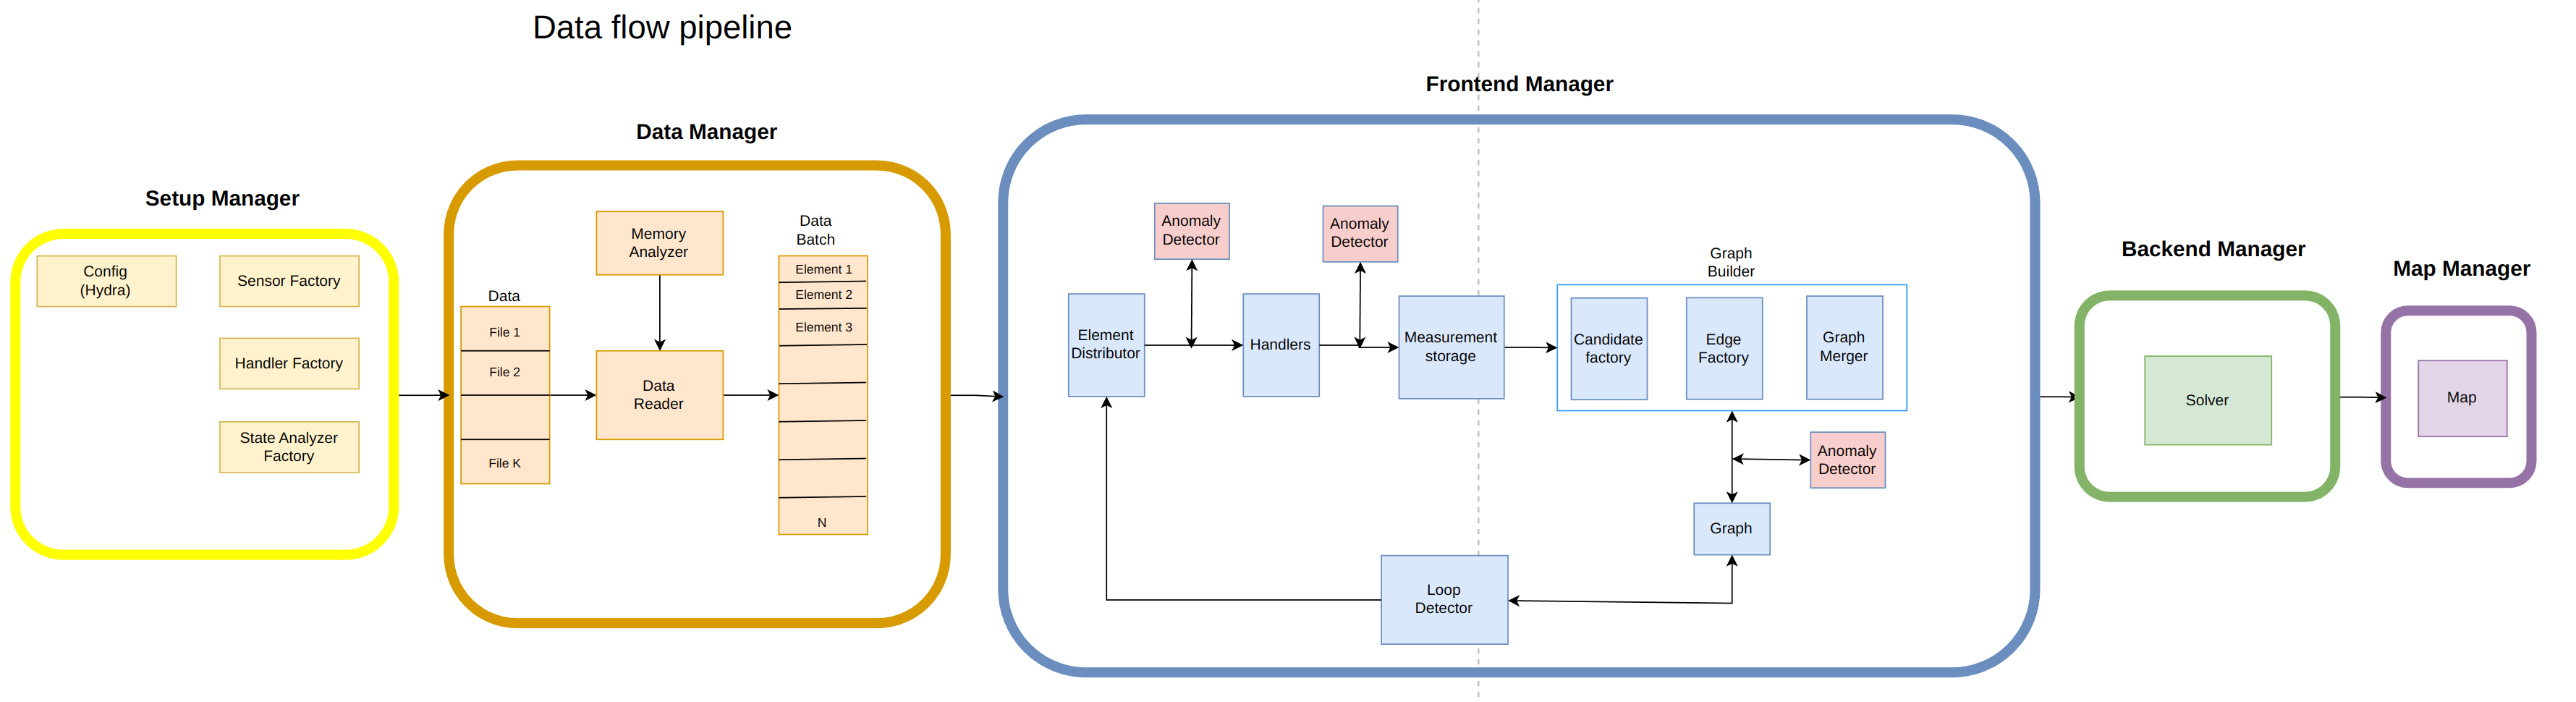 Data flow pipeline
Setup Manager
Config
(Hydra)
Sensor Factory
Handler Factory
State Analyzer
Factory
Data Manager
Data
File 1
File 2
File K
Memory
Analyzer
Data
Reader
Data
Batch
Element 1
Element 2
Element 3
N
Frontend Manager
Element
Distributor
Anomaly
Detector
Handlers
Anomaly
Detector
Measurement
storage
Graph
Builder
Candidate
factory
Edge
Factory
Graph
Merger
Anomaly
Detector
Graph
Loop
Detector
Backend Manager
Solver
Map Manager
Map